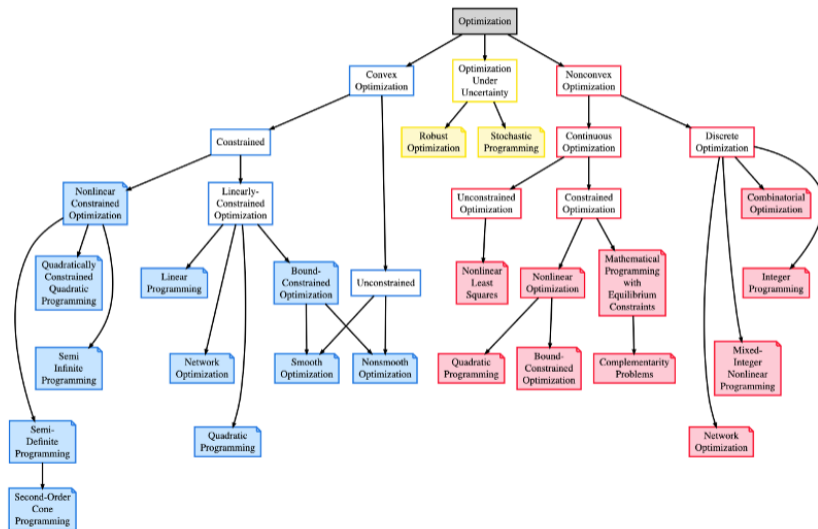 Optimization
Convex
Optimization
Optimization
Under
Uncertainty
Nonconvex
Optimization
Constrained
Robust
Optimization
Stochastic
Programming
Continuous
Optimization
Discrete
Optimization
Nonlinear
Constrained
Optimization
Linearly-
Constrained
Optimization
Unconstrained
Optimization
Constrained
Optimization
Combinatorial
Optimization
Quadratically
Constrained
Quadratic
Programming
Linear
Programming
Bound-
Constrained
Optimization
Unconstrained
Nonlinear
Least
Squares
Nonlinear
Optimization
Mathematical
Programming
with
Equilibrium
Constraints
Integer
Programming
Semi
Infinite
Programming
Network
Optimization
Smooth
Optimization
Nonsmooth
Optimization
Quadratic
Programming
Bound-
Constrained
Optimization
Complementarity
Problems
Mixed-
Integer
Nonlinear
Programming
Semi-
Definite
Programming
Quadratic
Programming
Network
Optimization
Second-Order
Cone
Programming